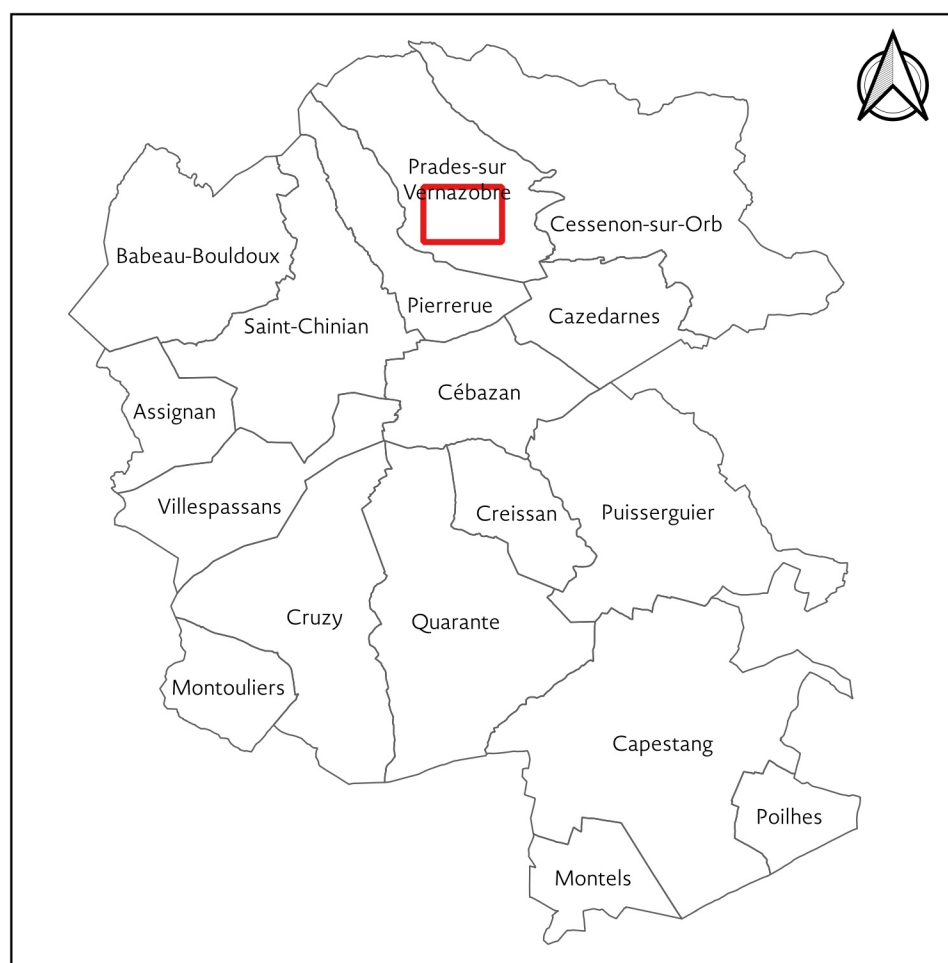 Prades-sur
Vernazobre
Cessenon-sur-Orb
Babeau-Bouldoux
Pierrerue
Cazedarnes
Saint-Chinian
Cébazan
Assignan
Villespassans
Creissan
Puisserguier
Cruzy
Quarante
Montouliers
Capestang
Poilhes
Montels